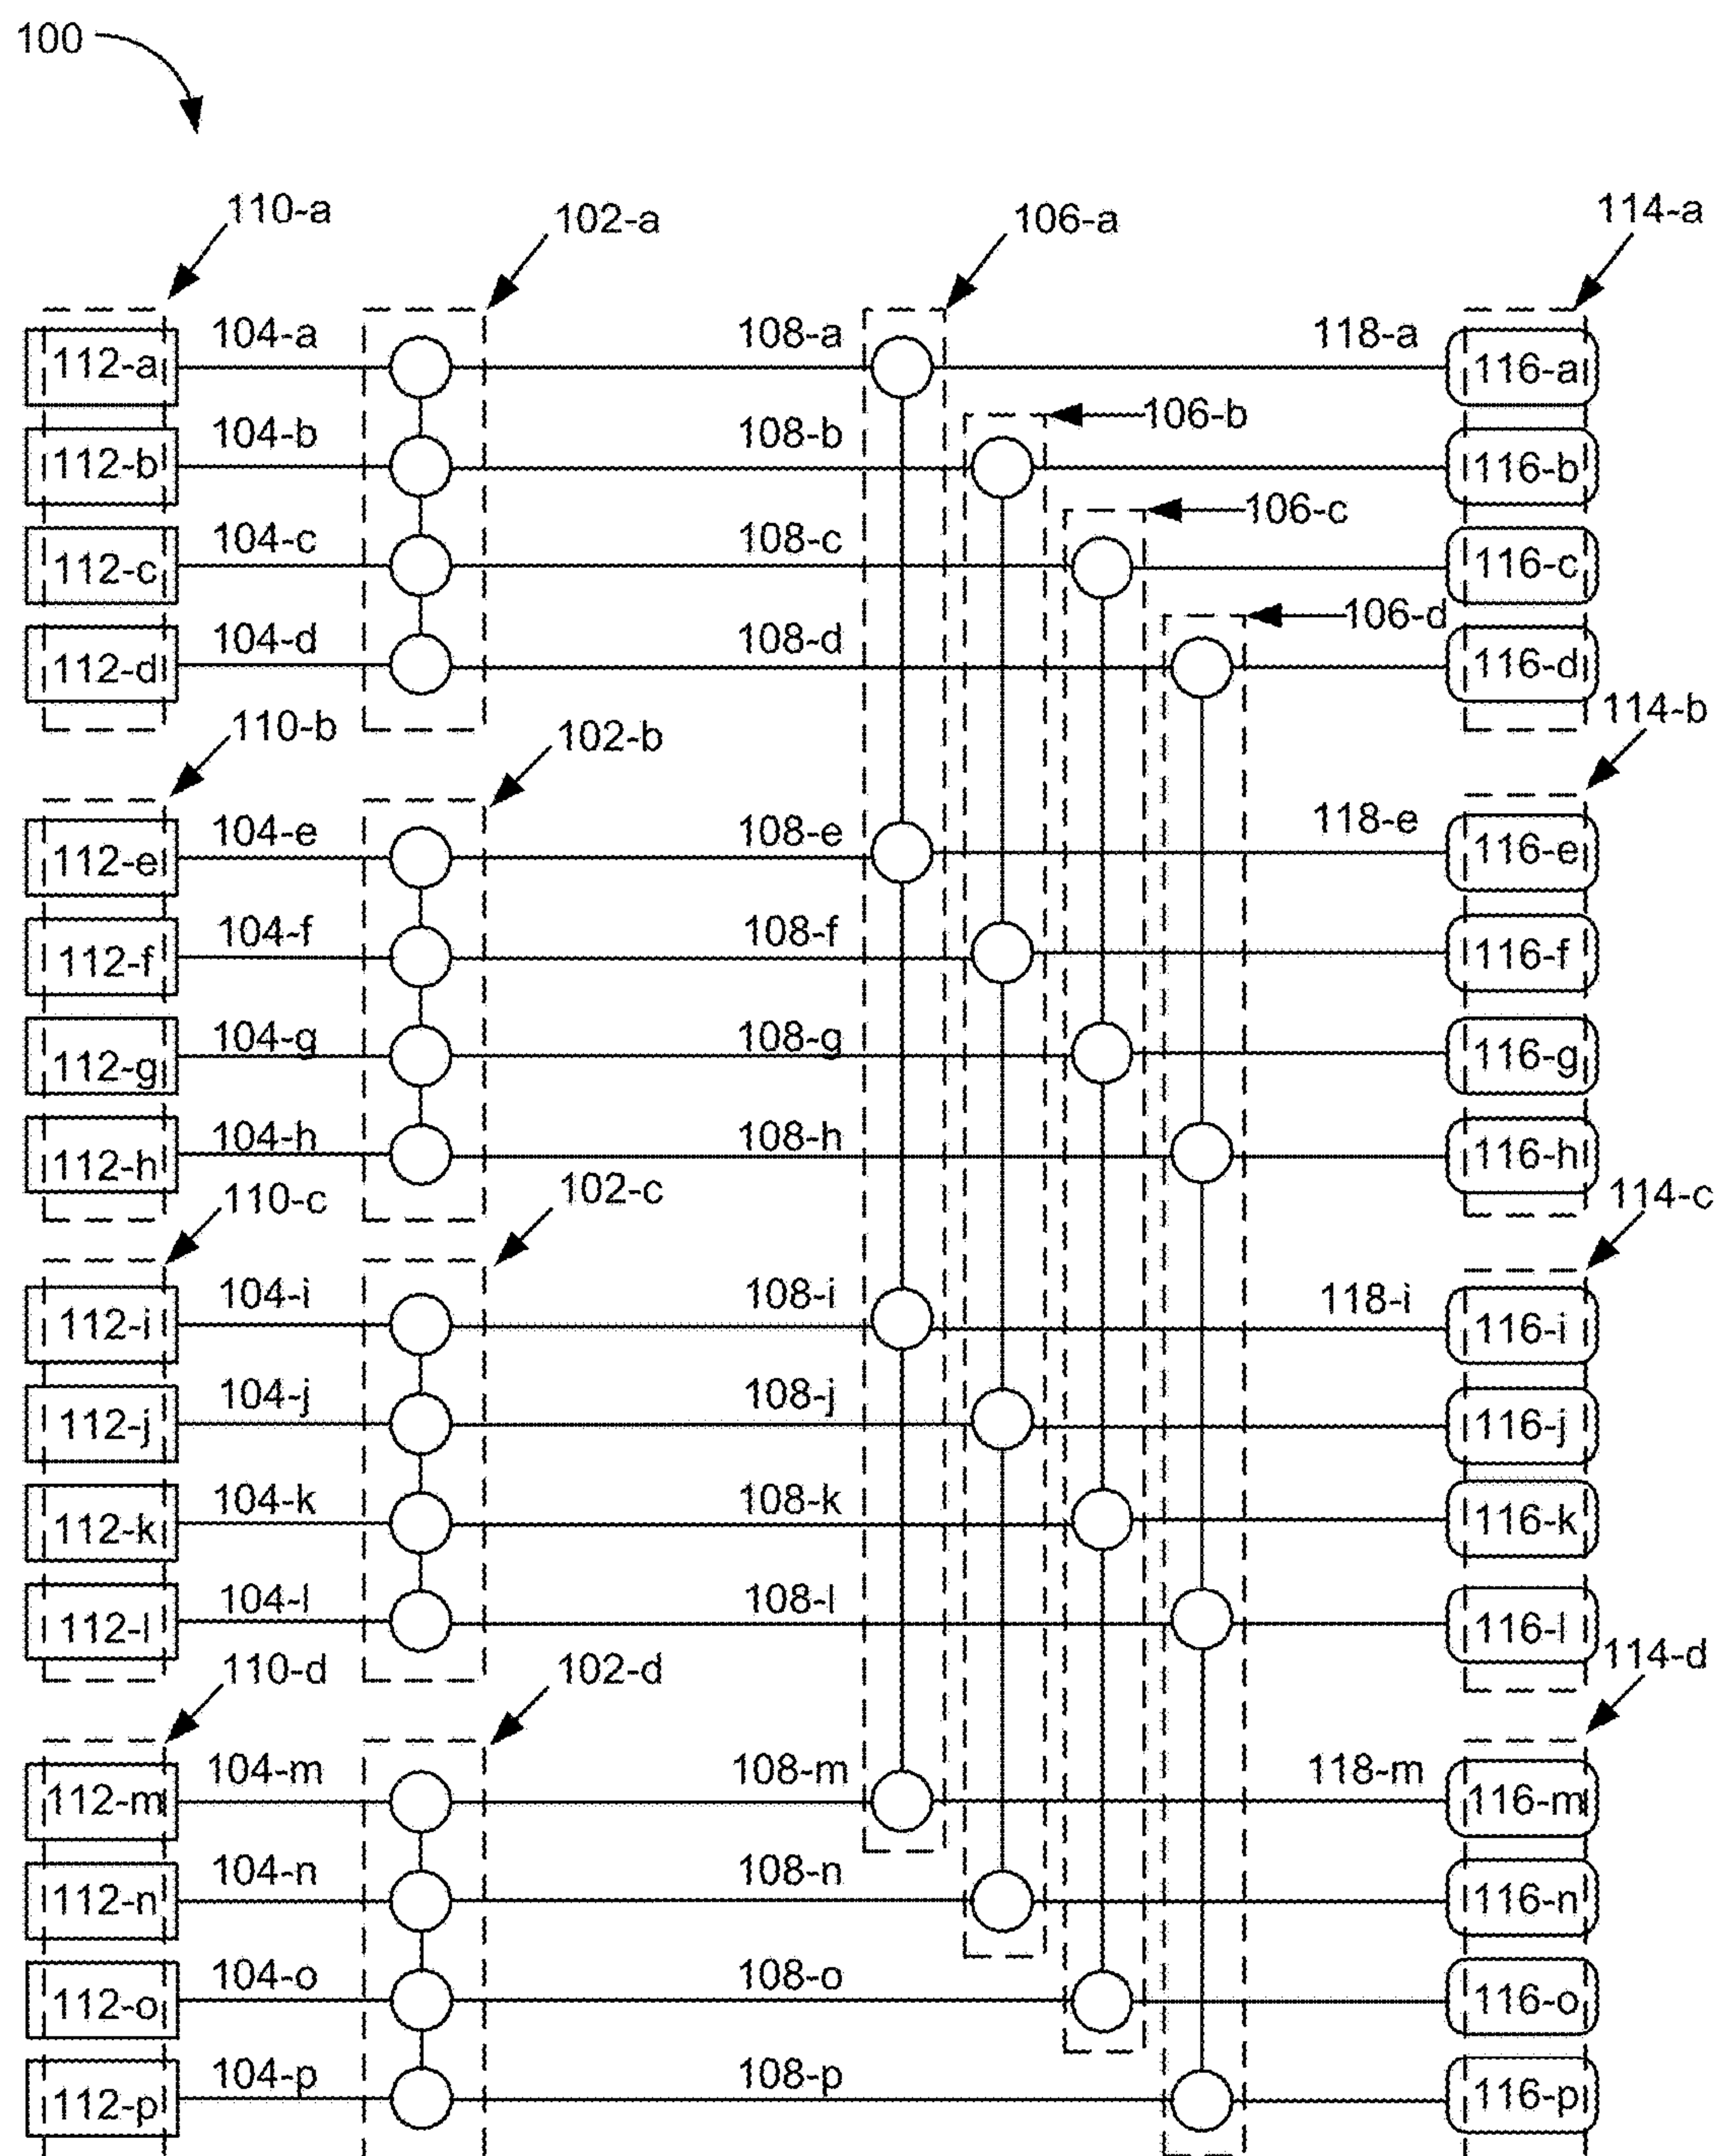 100
110-a 102-a 106-a 114-a
112-a 104-a 108-a 118-a 116-a
106-b
112-b 104-b 108-b 116-b
106-c
112-c 104-c 108-c 116-c
106-d
112-d 104-d 108-d 116-d
110-b 102-b 114-b
112-e 104-e 108-e 118-e 116-e
112-f 104-f 108-f 116-f
112-g 104-g 108-g 116-g
112-h 104-h 108-h 116-h
110-c 102-c 114-c
112-i 104-i 108-i 118-i 116-i
112-j 104-j 108-j 116-j
112-k 104-k 108-k 116-k
112-l 104-l 108-l 116-l
110-d 102-d 114-d
112-m 104-m 108-m 118-m 116-m
112-n 104-n 108-n 116-n
112-o 104-o 108-o 116-o
112-p 104-p 108-p 116-p